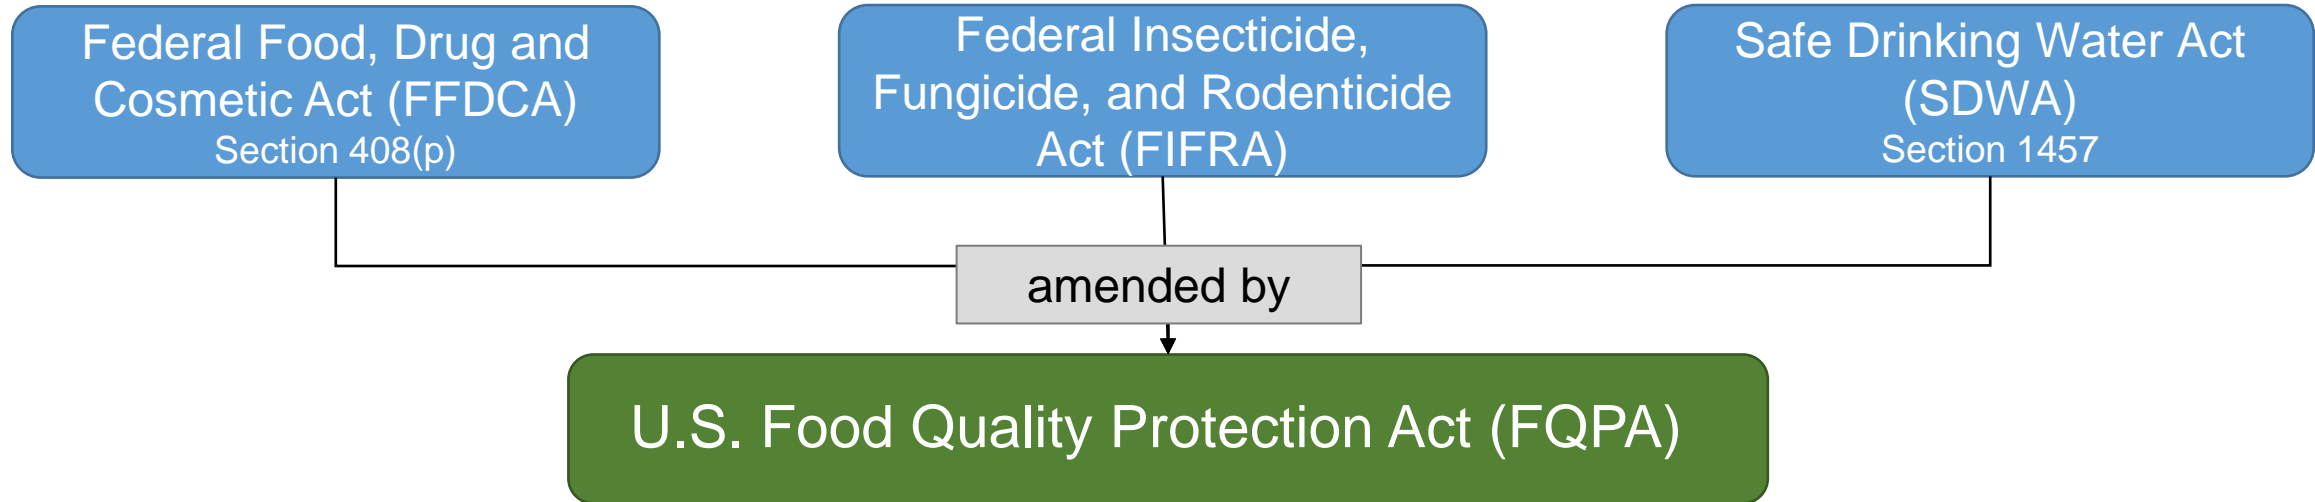 Federal Food, Drug and
Cosmetic Act (FFDCA)
Section 408(p)
Federal Insecticide,
Fungicide, and Rodenticide
Act (FIFRA)
Safe Drinking Water Act
(SDWA)
Section 1457
amended by
U.S. Food Quality Protection Act (FQPA)